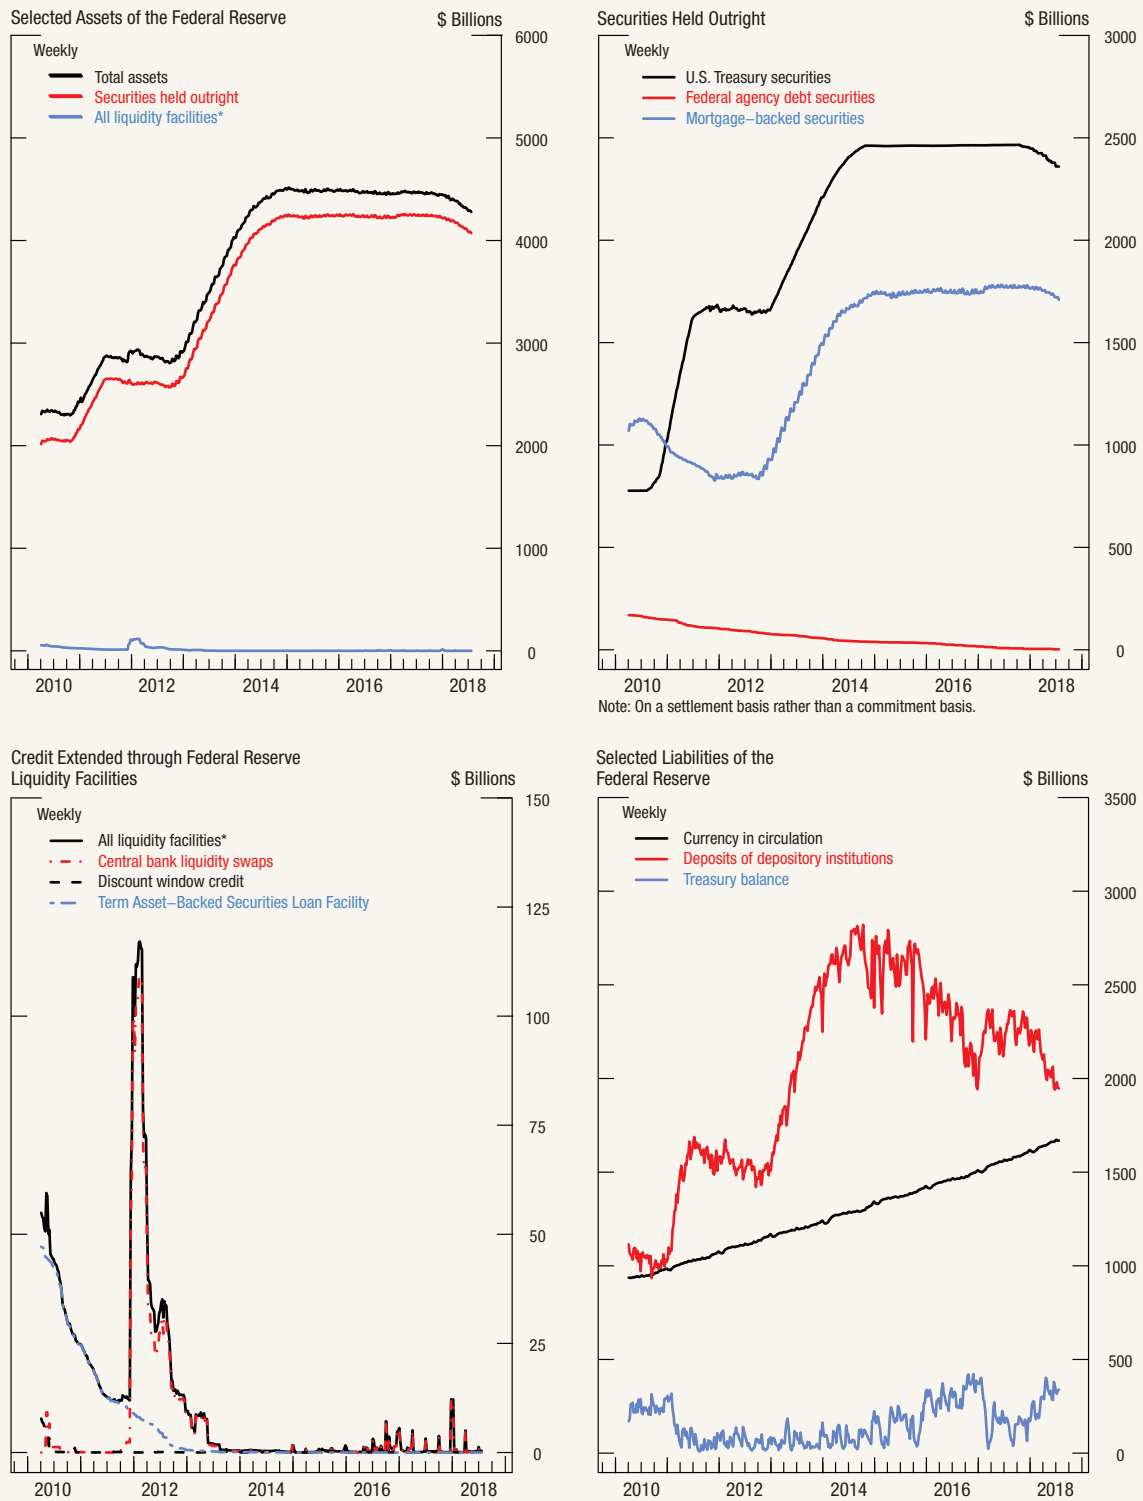 Selected Assets of the Federal Reserve
$ Billions
6000
Weekly
Total assets
Securities held outright
All liquidity facilities*
5000
4000
3000
2000
1000
0
2010 2012 2014 2016 2018
Securities Held Outright
$ Billions
3000
Weekly
U.S. Treasury securities
Federal agency debt securities
Mortgage−backed securities
2500
2000
1500
1000
500
0
2010 2012 2014 2016 2018
Note: On a settlement basis rather than a commitment basis.
Credit Extended through Federal Reserve
Liquidity Facilities
$ Billions
150
Weekly
All liquidity facilities*
Central bank liquidity swaps
Discount window credit
Term Asset−Backed Securities Loan Facility
125
100
75
50
25
0
2010 2012 2014 2016 2018
Selected Liabilities of the
Federal Reserve
$ Billions
3500
Weekly
Currency in circulation
Deposits of depository institutions
Treasury balance
3000
2500
2000
1500
1000
500
0
2010 2012 2014 2016 2018